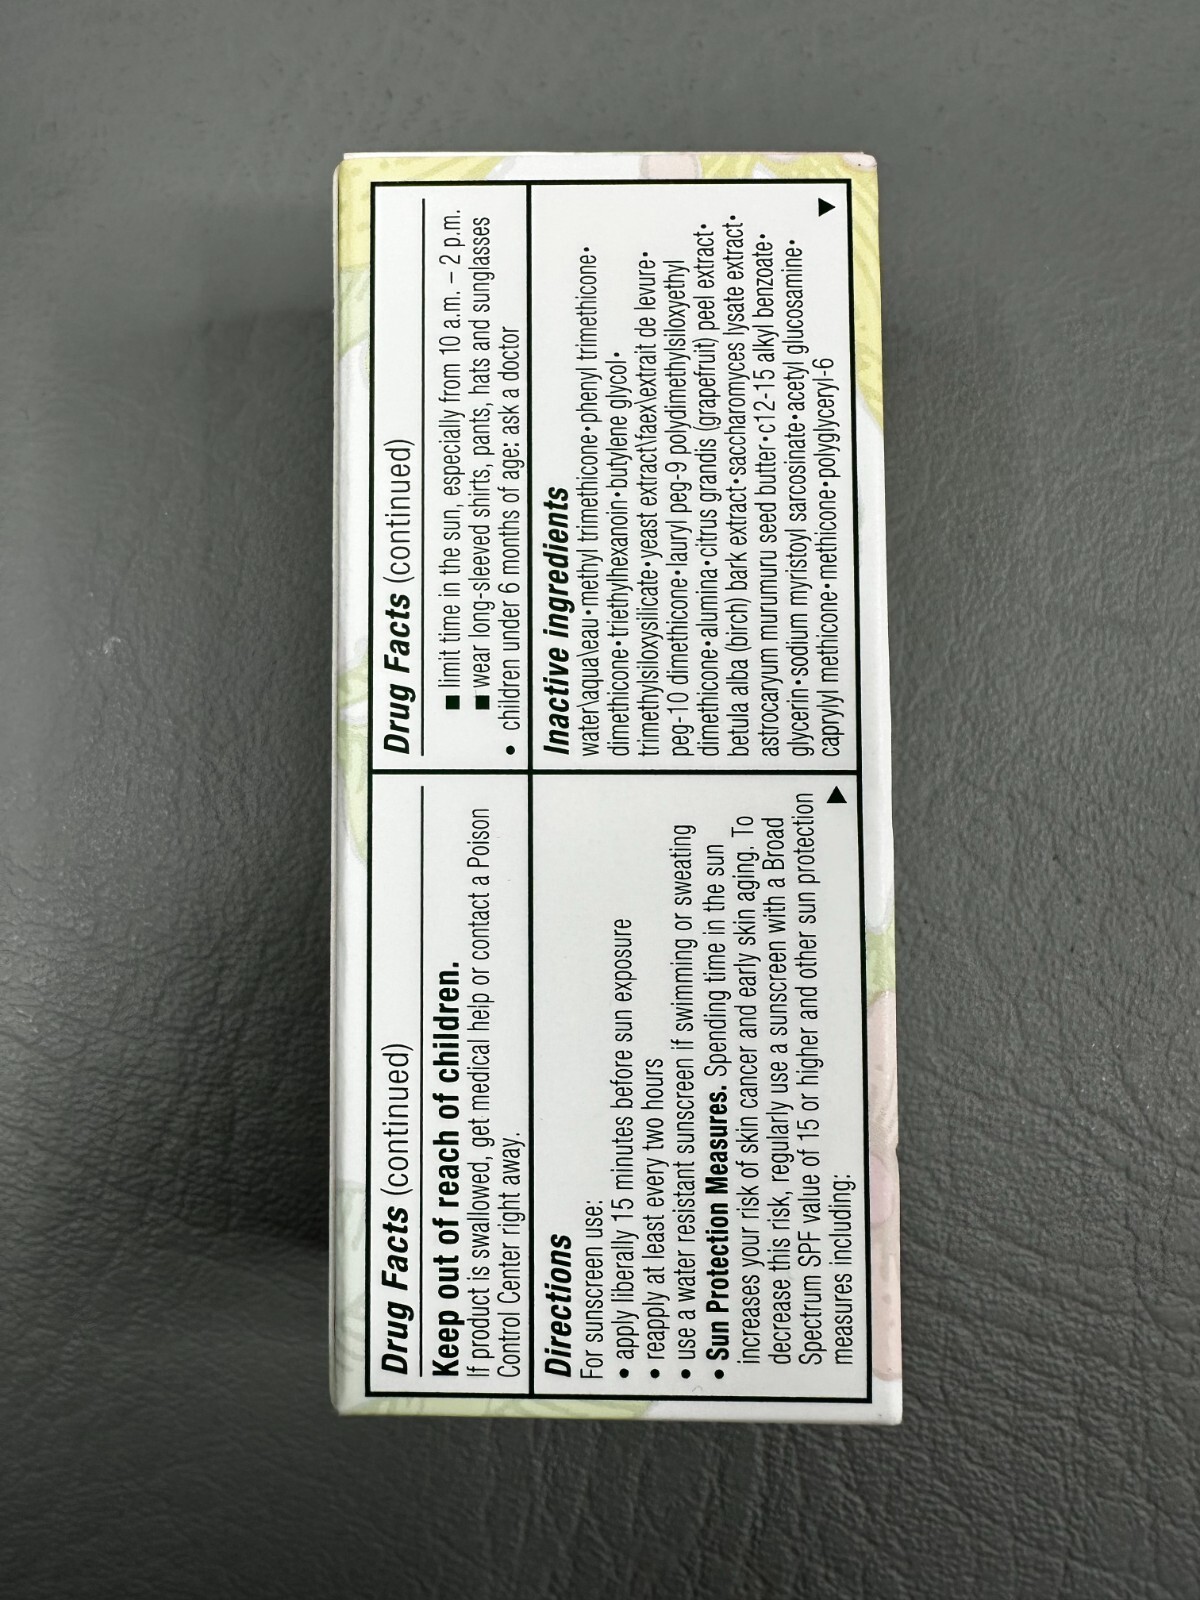 Drug Facts (continued)
Keep out of reach of children.
If product is swallowed, get medical help or contact a Poison
Control Center right away.
Directions
For sunscreen use:
• apply liberally 15 minutes before sun exposure
• reapply at least every two hours
• use a water resistant sunscreen if swimming or sweating
• Sun Protection Measures. Spending time in the sun
increases your risk of skin cancer and early skin aging. To
decrease this risk, regularly use a sunscreen with a Broad
Spectrum SPF value of 15 or higher and other sun protection
measures including:
Drug Facts (continued)
■ limit time in the sun, especially from 10 a.m. – 2 p.m.
■ wear long-sleeved shirts, pants, hats and sunglasses
• children under 6 months of age: ask a doctor
Inactive ingredients
water\aqua\eau•methyl trimethicone•phenyl trimethicone•
dimethicone•triethylhexanoin•butylene glycol•
trimethylsiloxysilicate•yeast extract\faex\extrait de levure•
peg-10 dimethicone•lauryl peg-9 polydimethylsiloxyethyl
dimethicone•alumina•citrus grandis (grapefruit) peel extract•
betula alba (birch) bark extract•saccharomyces lysate extract•
astrocaryum murumuru seed butter•c12-15 alkyl benzoate•
glycerin•sodium myristoyl sarcosinate•acetyl glucosamine•
caprylyl methicone•methicone•polyglyceryl-6